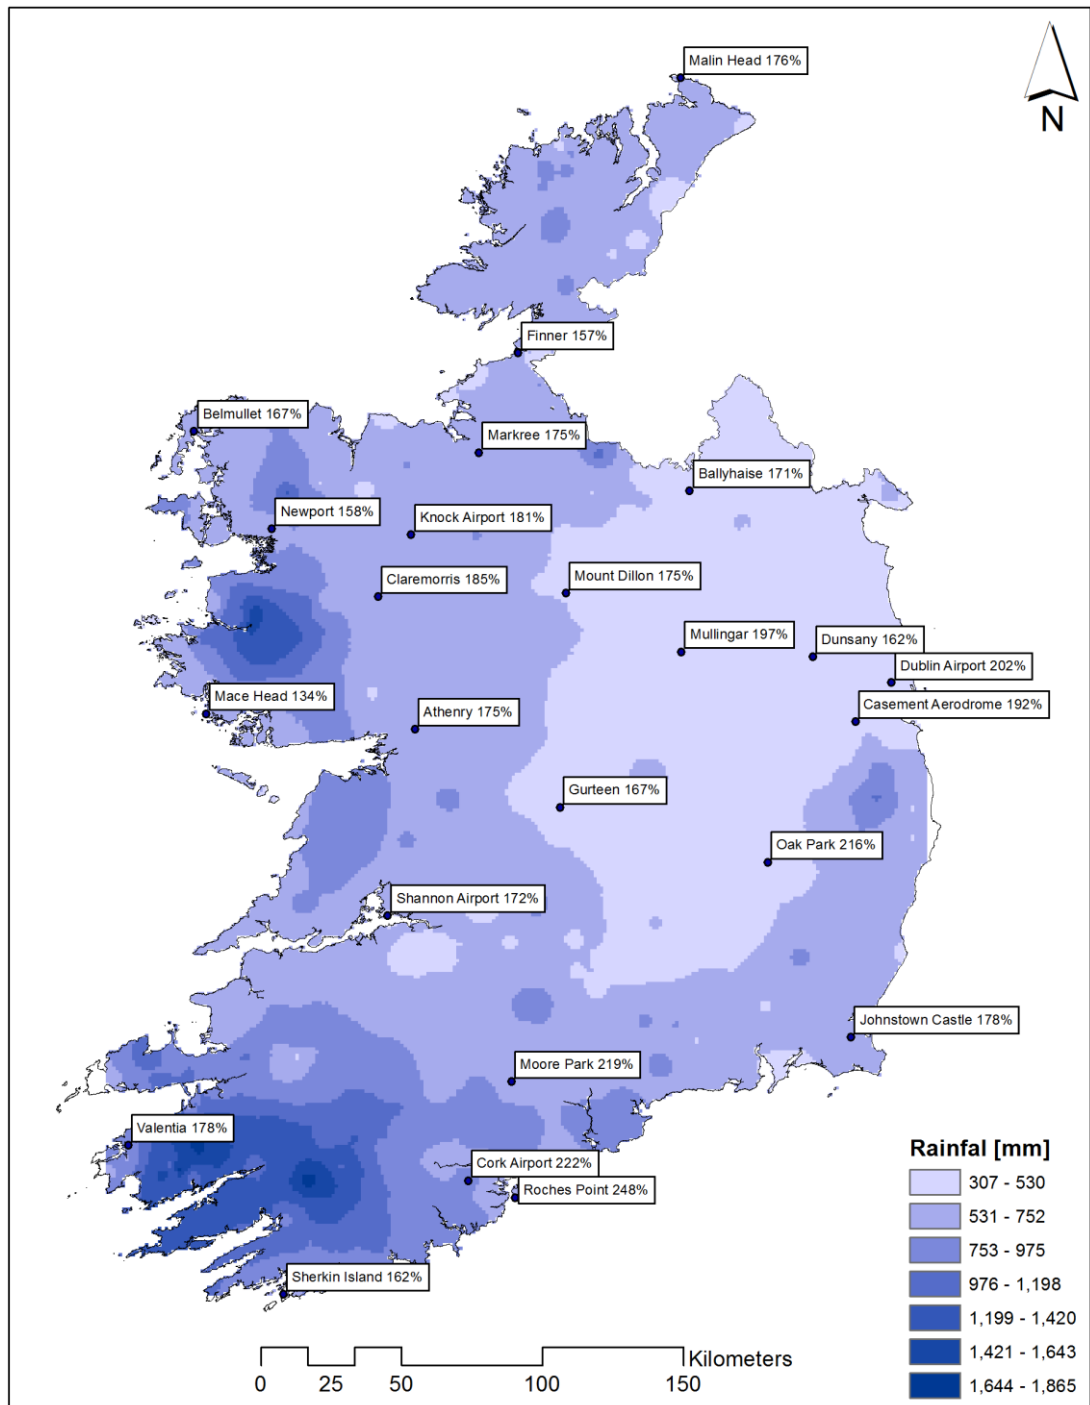 Malin Head 176%
N
Finner 157%
Belmullet 167%
Markree 175%
Ballyhaise 171%
Newport 158%
Knock Airport 181%
Claremorris 185%
Mount Dillon 175%
Mullingar 197%
Dunsany 162%
Dublin Airport 202%
Mace Head 134%
Casement Aerodrome 192%
Athenry 175%
Gurteen 167%
Oak Park 216%
Shannon Airport 172%
Johnstown Castle 178%
Moore Park 219%
Valentia 178%
Cork Airport 222%
Roches Point 248%
Sherkin Island 162%
Rainfal [mm]
307 - 530
531 - 752
753 - 975
976 - 1,198
1,199 - 1,420
1,421 - 1,643
1,644 - 1,865
Kilometers
0 25 50 100 150